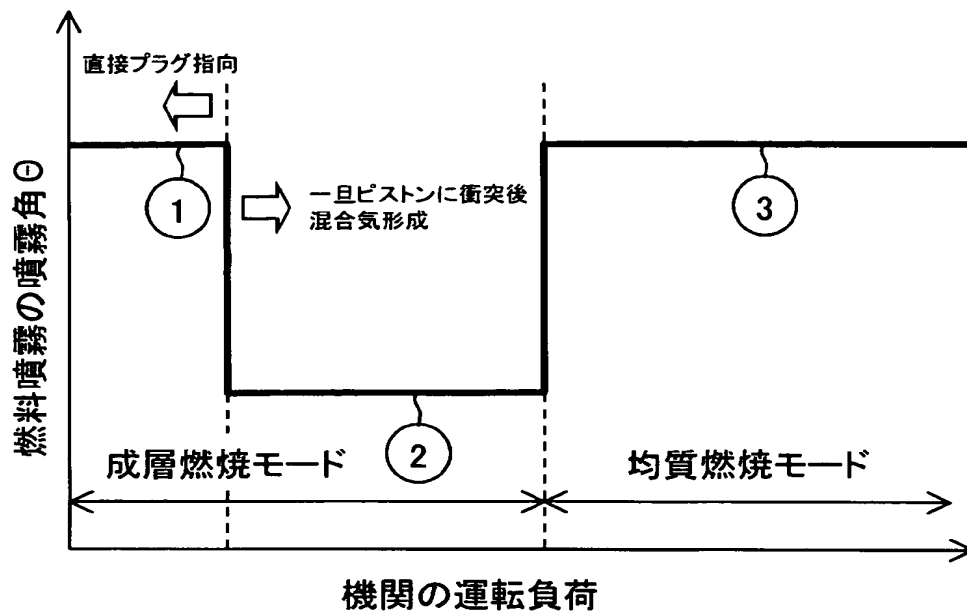 直接プラグ指向
一旦ピストンに衝突後
混合気形成
1
2
3
燃料噴霧の噴霧角Θ
成層燃焼モード
均質燃焼モード
機関の運転負荷